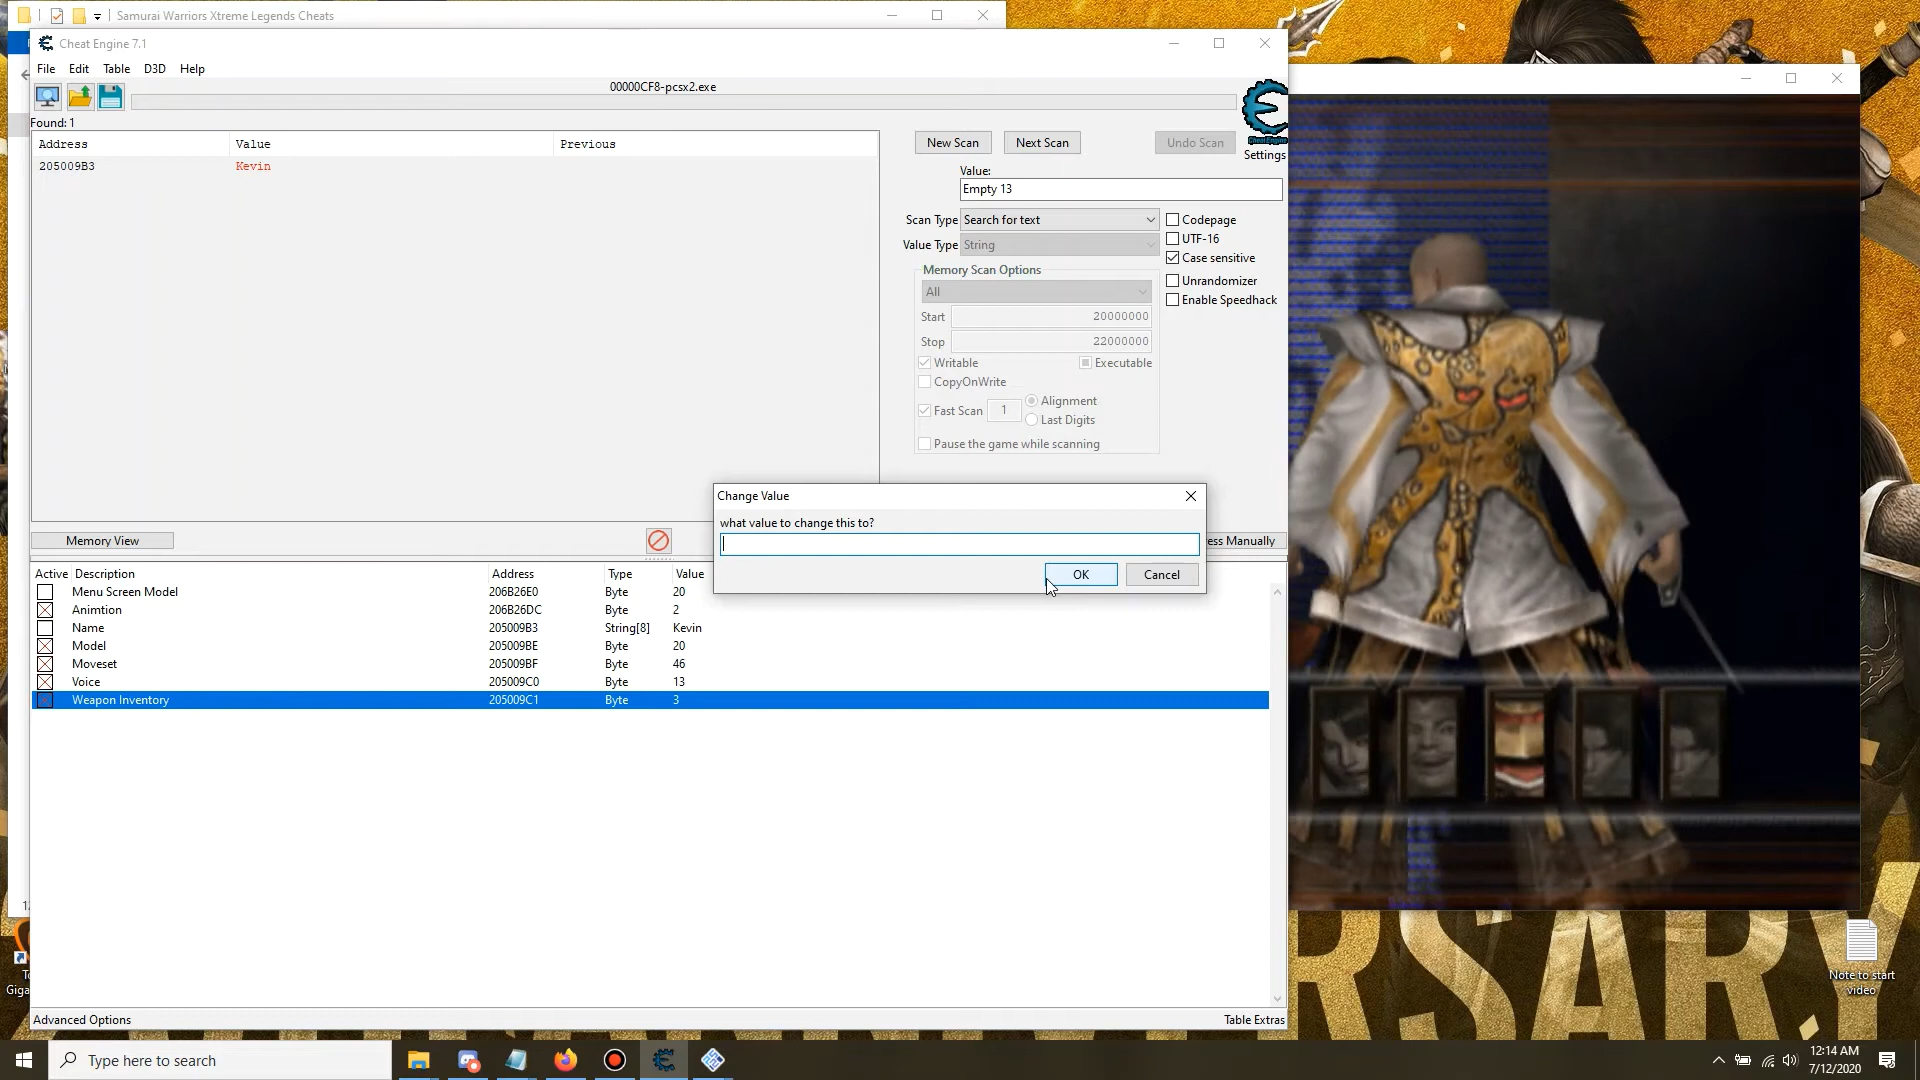 Samurai Warriors Xtreme Legends Cheats
Cheat Engine 7.1
File Edit Table D3D Help
00000CF8-pcsx2.exe
Found: 1
Address Value Previous
205009B3 Kevin
New Scan Next Scan Undo Scan
Settings
Value:
Empty 13
Scan Type Search for text
Value Type String
Codepage
UTF-16
Case sensitive
Unrandomizer
Enable Speedhack
Memory Scan Options
All
Start 20000000
Stop 22000000
Writable Executable
CopyOnWrite
Fast Scan 1 Alignment
Last Digits
Pause the game while scanning
Change Value
what value to change this to?
OK Cancel
Memory View
ess Manually
Active Description Address Type Value
Menu Screen Model 206B26E0 Byte 20
Animtion 206B26DC Byte 2
Name 205009B3 String[8] Kevin
Model 205009BE Byte 20
Moveset 205009BF Byte 46
Voice 205009C0 Byte 13
Weapon Inventory 205009C1 Byte 3
Advanced Options Table Extras
Giga
RSARY
Note to start
video
Type here to search
12:14 AM
7/12/2020